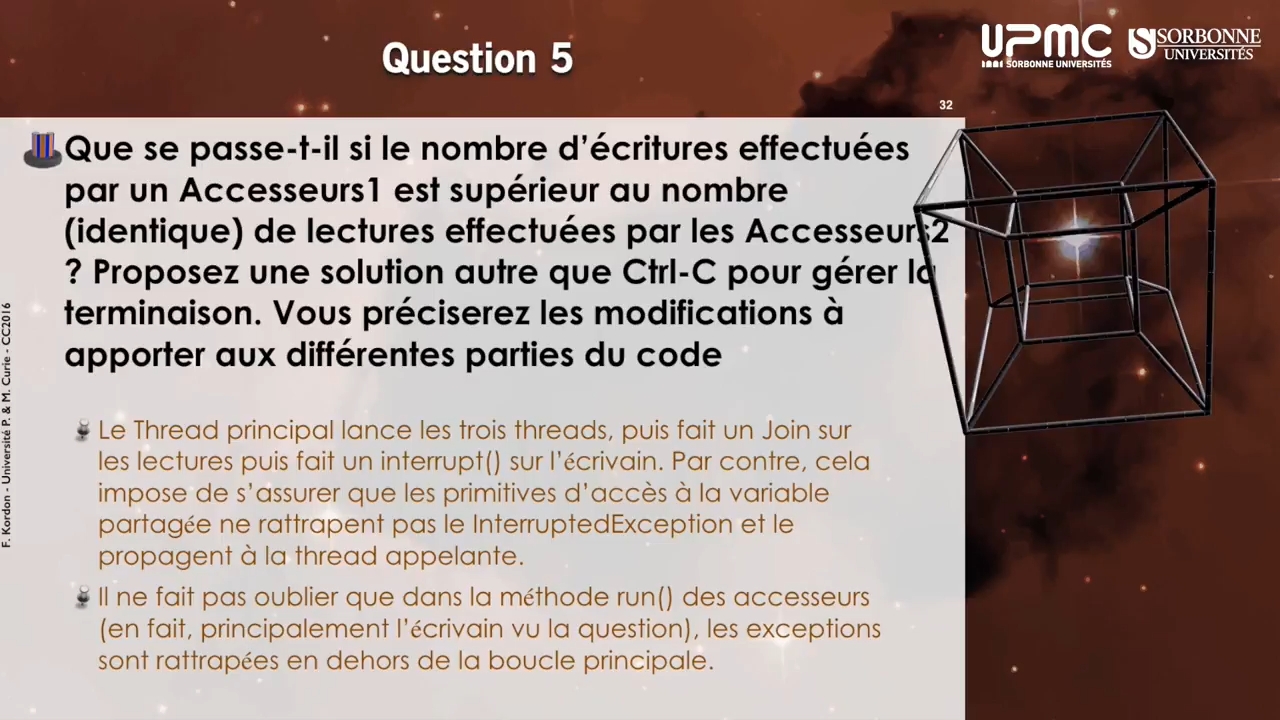 Question 5
UPMC
SORBONNE UNIVERSITÉS
SORBONNE
UNIVERSITÉS
32
Que se passe-t-il si le nombre d’écritures effectuées
par un Accesseurs1 est supérieur au nombre
(identique) de lectures effectuées par les Accesseurs2
? Proposez une solution autre que Ctrl-C pour gérer la
terminaison. Vous préciserez les modifications à
apporter aux différentes parties du code
Le Thread principal lance les trois threads, puis fait un Join sur
les lectures puis fait un interrupt() sur l’écrivain. Par contre, cela
impose de s’assurer que les primitives d’accès à la variable
partagée ne rattrapent pas le InterruptedException et le
propagent à la thread appelante.
Il ne fait pas oublier que dans la méthode run() des accesseurs
(en fait, principalement l’écrivain vu la question), les exceptions
sont rattrapées en dehors de la boucle principale.
F. Kordon - Université P. & M. Curie - CC2016